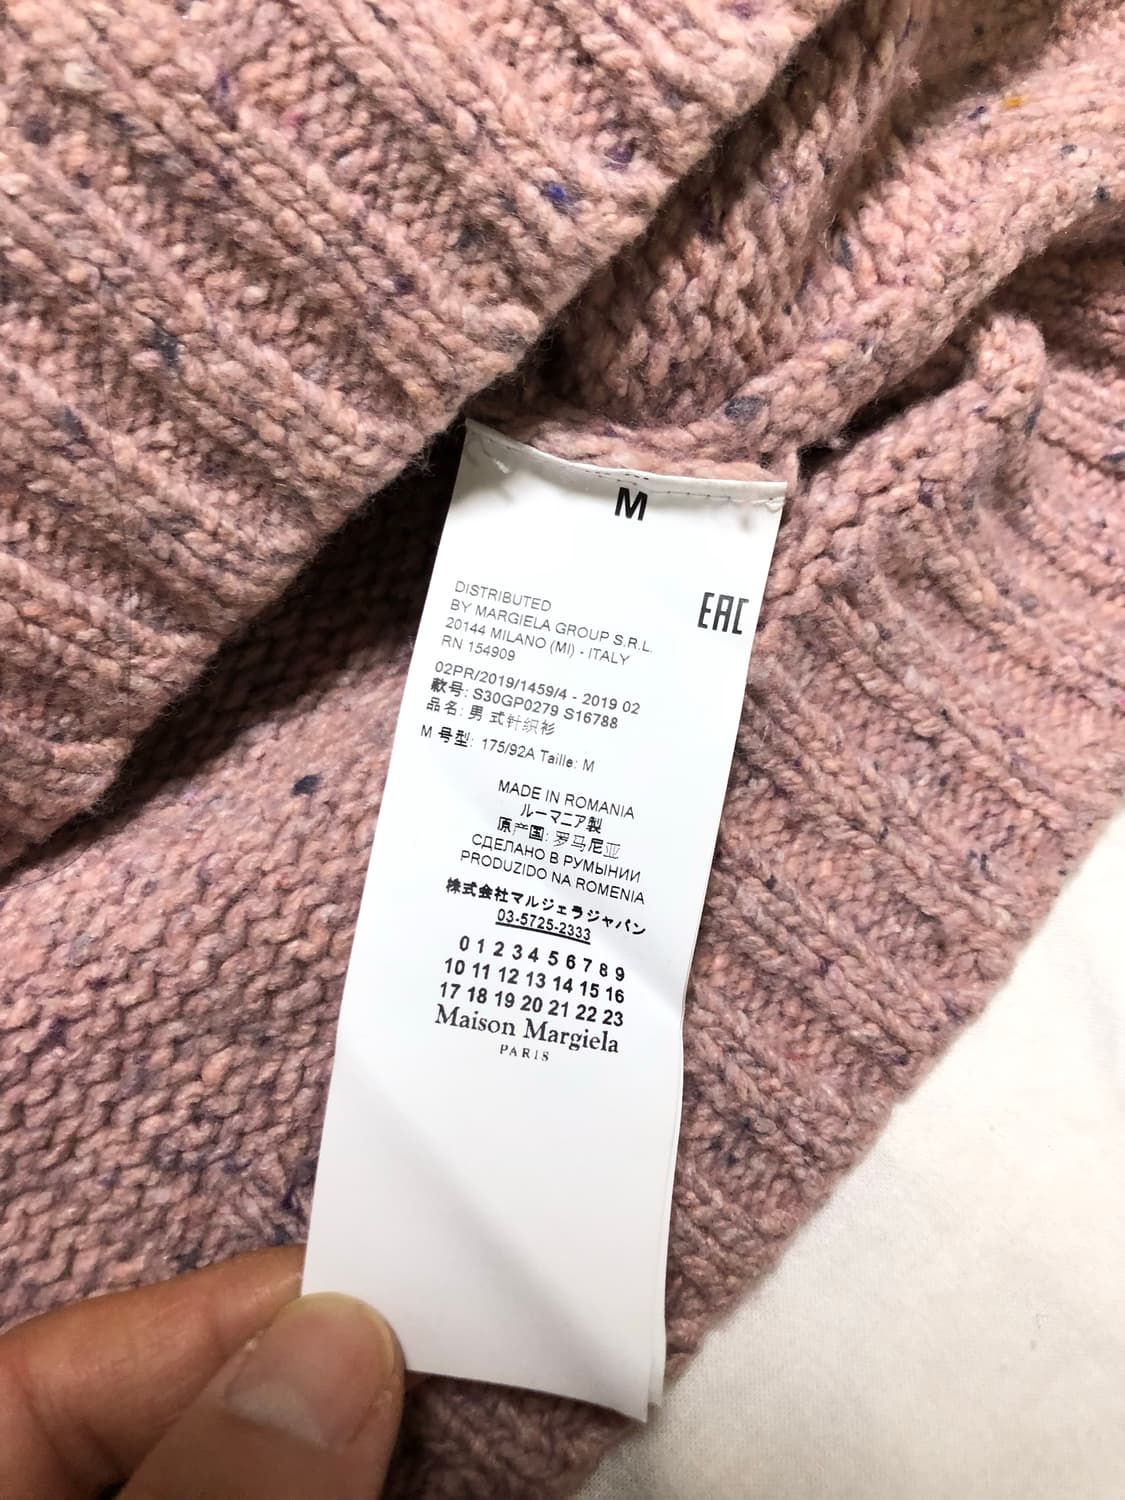 M
EAC
DISTRIBUTED
BY MARGIELA GROUP S.R.L.
20144 MILANO (MI) - ITALY
RN 154909
02PR/2019/1459/4 - 2019 02
款号: S30GP0279 S16788
品名: 男 式针织衫
M 号型: 175/92A Taille: M
MADE IN ROMANIA
ルーマニア製
原产国: 罗马尼亚
СДЕЛАНО В РУМЫНИИ
PRODUZIDO NA ROMENIA
株式会社マルジェラジャパン
03-5725-2333
0 1 2 3 4 5 6 7 8 9
10 11 12 13 14 15 16
17 18 19 20 21 22 23
Maison Margiela
PARIS